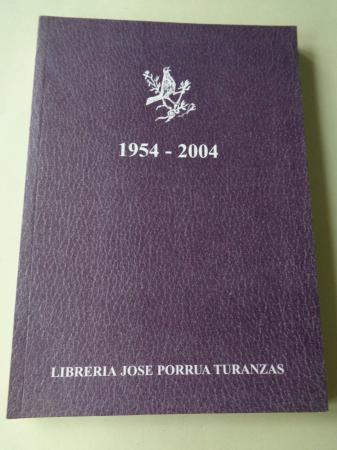 1954 - 2004
LIBRERIA JOSE PORRUA TURANZAS